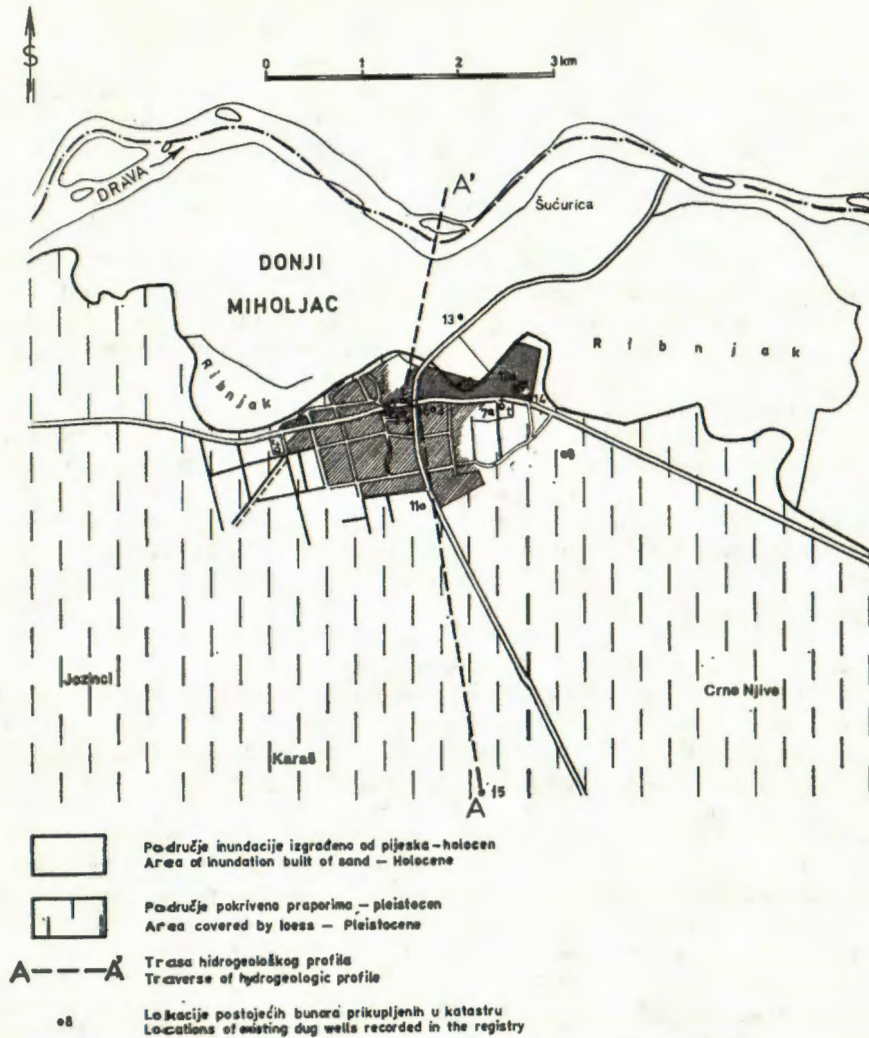 S
0 1 2 3 km
A'
DRAVA
Šućurica
DONJI
MIHOLJAC
13
Ribnjak
Ribnjak
14
7a
11
Jozinci
Crne Njive
Karaš
15
A
Područje inundacije izgrađeno od pijeska – holocen
Area of inundation built of sand – Holocene
Područje pokriveno praporima – pleistocen
Area covered by loess – Pleistocene
A A' Trasa hidrogeološkog profila
Traverse of hydrogeologic profile
8 Lokacije postojećih bunara prikupljenih u katastru
Locations of existing dug wells recorded in the registry